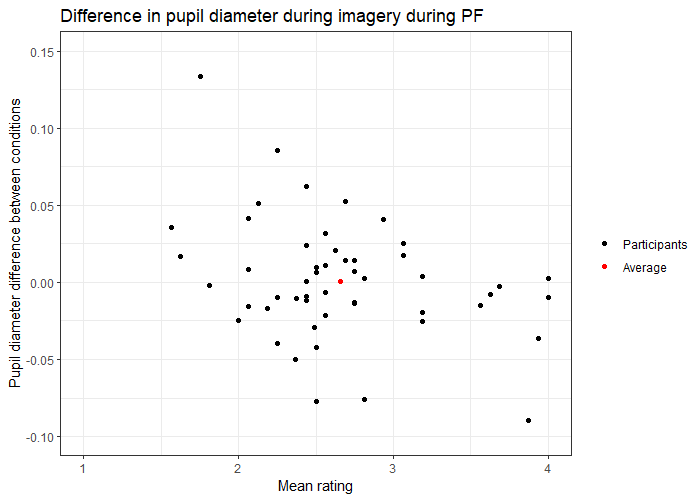 Difference in pupil diameter during imagery during PF
Pupil diameter difference between conditions
0.15
0.10
0.05
0.00
-0.05
-0.10
1 2 3 4
Mean rating
Participants
Average